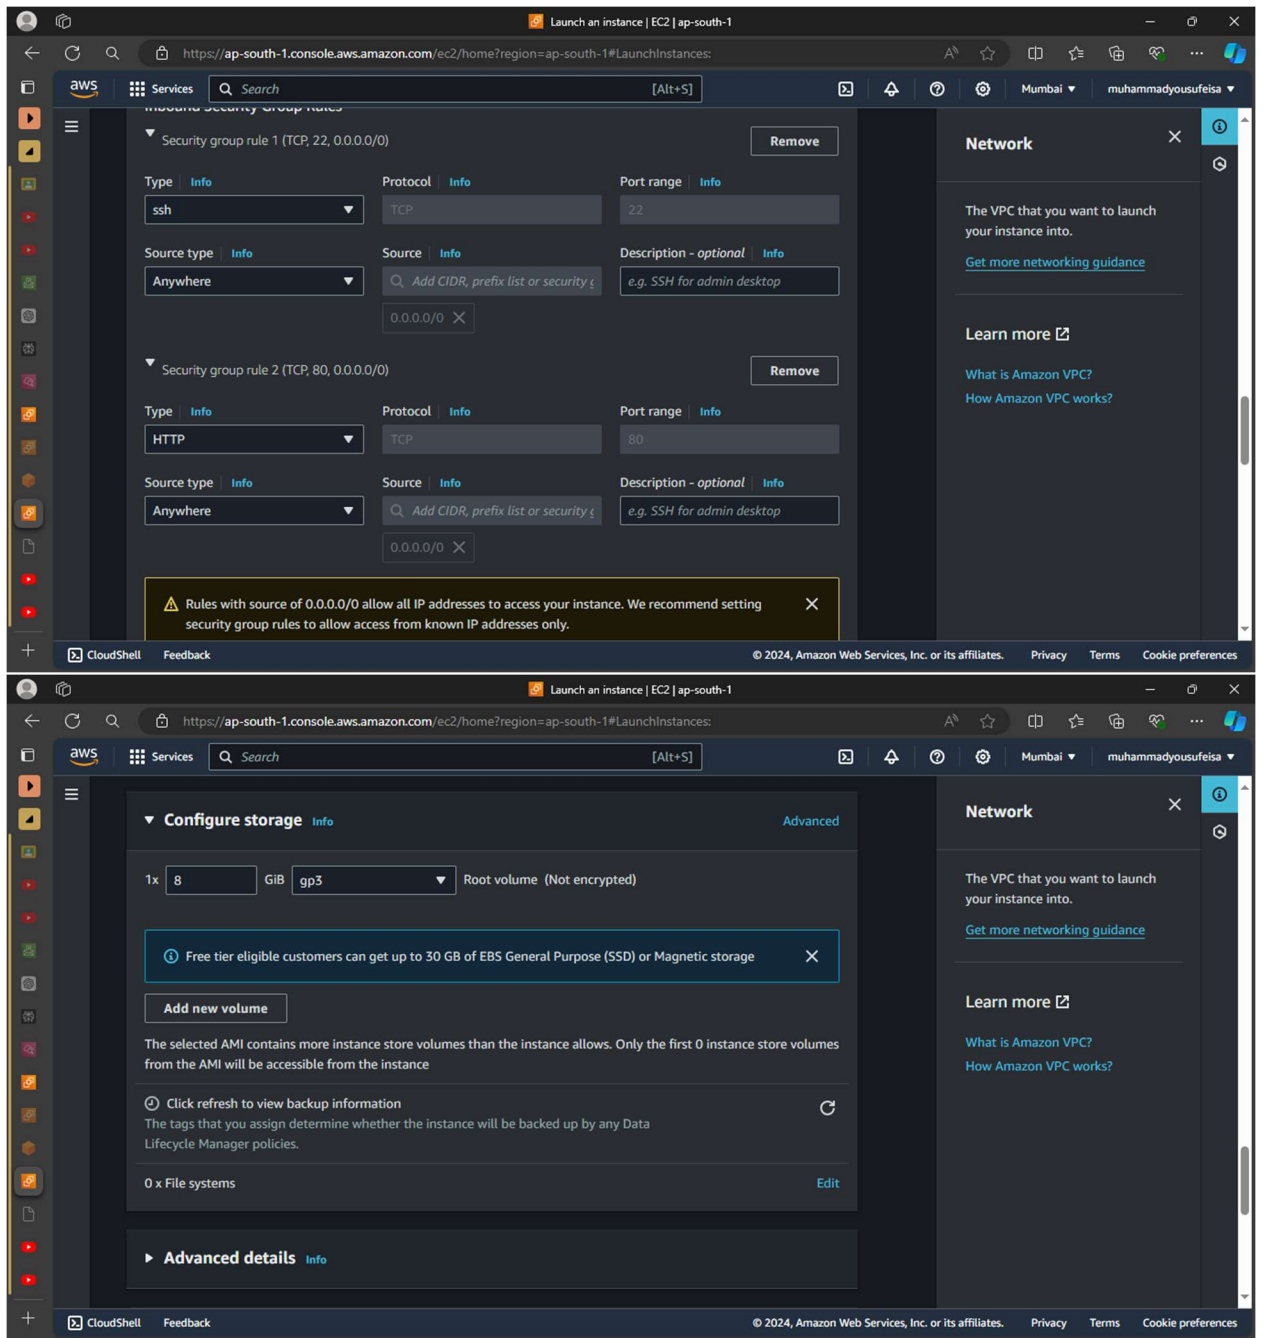 Launch an instance | EC2 | ap-south-1
https://ap-south-1.console.aws.amazon.com/ec2/home?region=ap-south-1#LaunchInstances:
aws Services Search [Alt+S] Mumbai muhammadyousufeisa
Inbound Security Group Rules
Security group rule 1 (TCP, 22, 0.0.0.0/0) Remove
Type Info Protocol Info Port range Info
ssh TCP 22
Source type Info Source Info Description - optional Info
Anywhere Add CIDR, prefix list or security g e.g. SSH for admin desktop
0.0.0.0/0
Security group rule 2 (TCP, 80, 0.0.0.0/0) Remove
Type Info Protocol Info Port range Info
HTTP TCP 80
Source type Info Source Info Description - optional Info
Anywhere Add CIDR, prefix list or security g e.g. SSH for admin desktop
0.0.0.0/0
Rules with source of 0.0.0.0/0 allow all IP addresses to access your instance. We recommend setting
security group rules to allow access from known IP addresses only.
Network
The VPC that you want to launch
your instance into.
Get more networking guidance
Learn more
What is Amazon VPC?
How Amazon VPC works?
CloudShell Feedback © 2024, Amazon Web Services, Inc. or its affiliates. Privacy Terms Cookie preferences
Launch an instance | EC2 | ap-south-1
https://ap-south-1.console.aws.amazon.com/ec2/home?region=ap-south-1#LaunchInstances:
aws Services Search [Alt+S] Mumbai muhammadyousufeisa
Configure storage Info Advanced
1x 8 GiB gp3 Root volume (Not encrypted)
Free tier eligible customers can get up to 30 GB of EBS General Purpose (SSD) or Magnetic storage
Add new volume
The selected AMI contains more instance store volumes than the instance allows. Only the first 0 instance store volumes
from the AMI will be accessible from the instance
Click refresh to view backup information
The tags that you assign determine whether the instance will be backed up by any Data
Lifecycle Manager policies.
0 x File systems Edit
Advanced details Info
Network
The VPC that you want to launch
your instance into.
Get more networking guidance
Learn more
What is Amazon VPC?
How Amazon VPC works?
CloudShell Feedback © 2024, Amazon Web Services, Inc. or its affiliates. Privacy Terms Cookie preferences